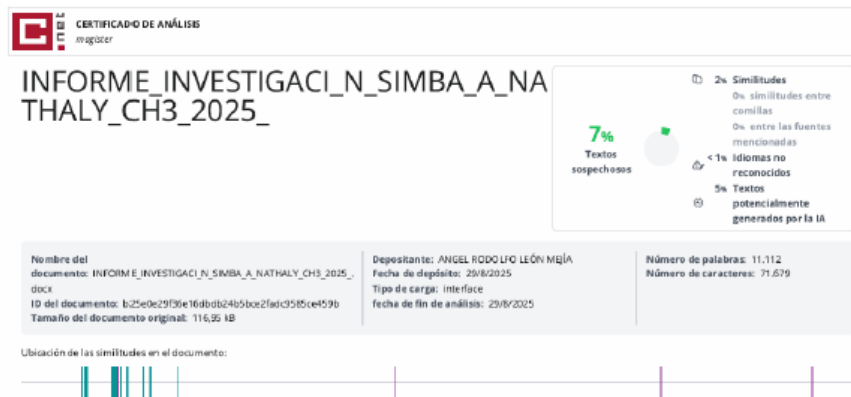 C.net
CERTIFICADO DE ANÁLISIS
magister
INFORME_INVESTIGACI_N_SIMBA_A_NA
THALY_CH3_2025_
7%
Textos
sospechosos
2% Similitudes
0% similitudes entre
comillas
0% entre las fuentes
mencionadas
< 1% Idiomas no
reconocidos
5% Textos
potencialmente
generados por la IA
Nombre del
documento: INFORME_INVESTIGACI_N_SIMBA_A_NATHALY_CH3_2025_.
docx
ID del documento: b25e0e29f36e16dbdb24b5bce2fadc9585ce459b
Tamaño del documento original: 116,95 kB
Depositante: ANGEL RODOLFO LEÓN MEJÍA
Fecha de depósito: 29/8/2025
Tipo de carga: interface
fecha de fin de análisis: 29/8/2025
Número de palabras: 11.112
Número de caracteres: 71.679
Ubicación de las similitudes en el documento: